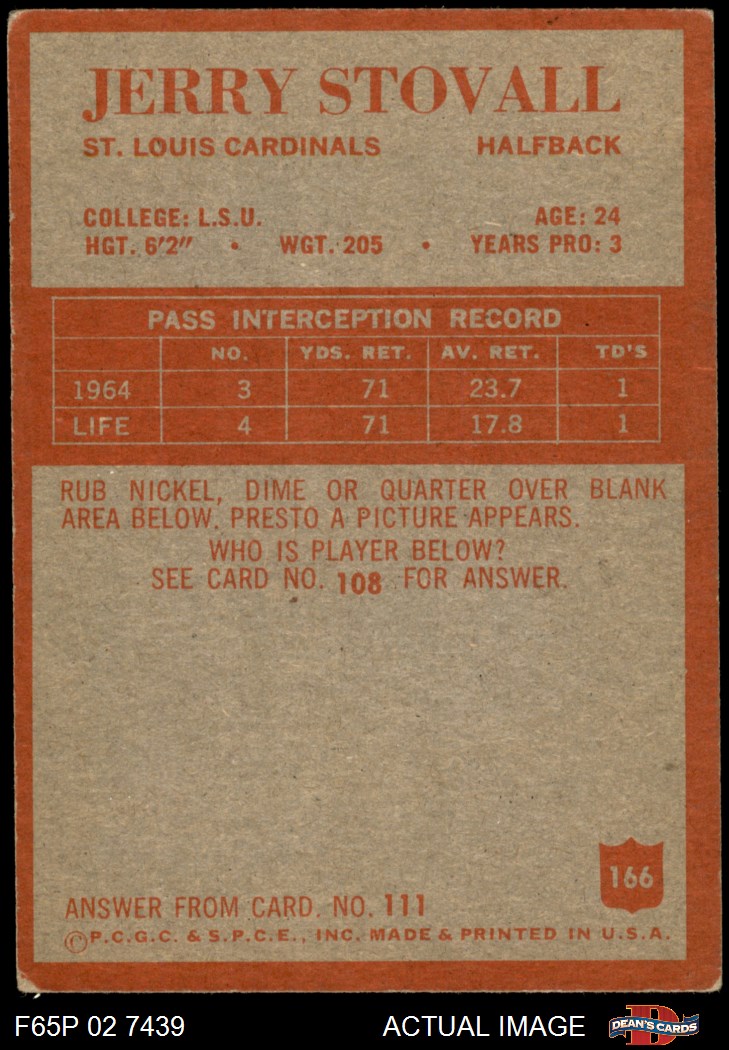 JERRY STOVALL
ST. LOUIS CARDINALS HALFBACK
COLLEGE: L.S.U. AGE: 24
HGT. 6'2" • WGT. 205 • YEARS PRO: 3
PASS INTERCEPTION RECORD
NO. YDS. RET. AV. RET. TD'S
1964 3 71 23.7 1
LIFE 4 71 17.8 1
RUB NICKEL, DIME OR QUARTER OVER BLANK
AREA BELOW. PRESTO A PICTURE APPEARS.
WHO IS PLAYER BELOW?
SEE CARD NO. 108 FOR ANSWER.
166
ANSWER FROM CARD. NO. 111
©P.C.G.C. & S.P.C.E., INC. MADE & PRINTED IN U.S.A.
F65P 02 7439 ACTUAL IMAGE DEAN'S CARDS